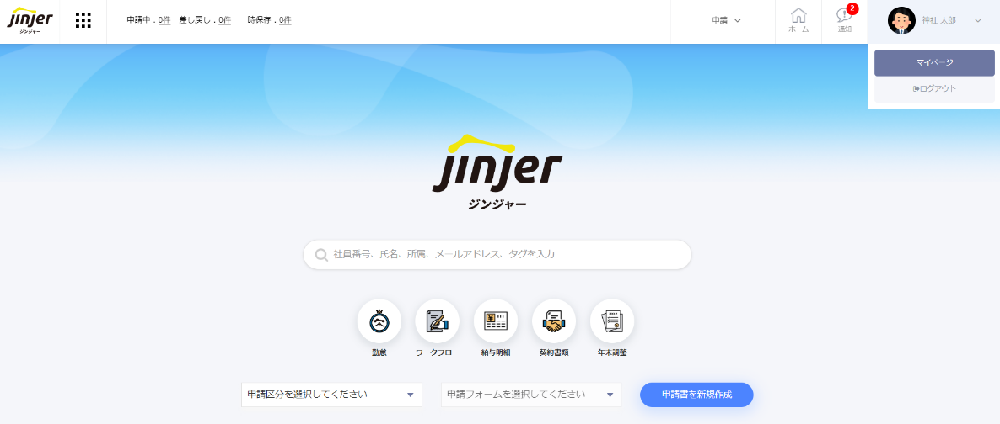 jinjer
ジンジャー
申請中：0件 差し戻し：0件 一時保存：0件
申請
ホーム
2
通知
神社 太郎
マイページ
ログアウト
jinjer
ジンジャー
社員番号、氏名、所属、メールアドレス、タグを入力
勤怠 ワークフロー 給与明細 契約書類 年末調整
申請区分を選択してください 申請フォームを選択してください 申請書を新規作成